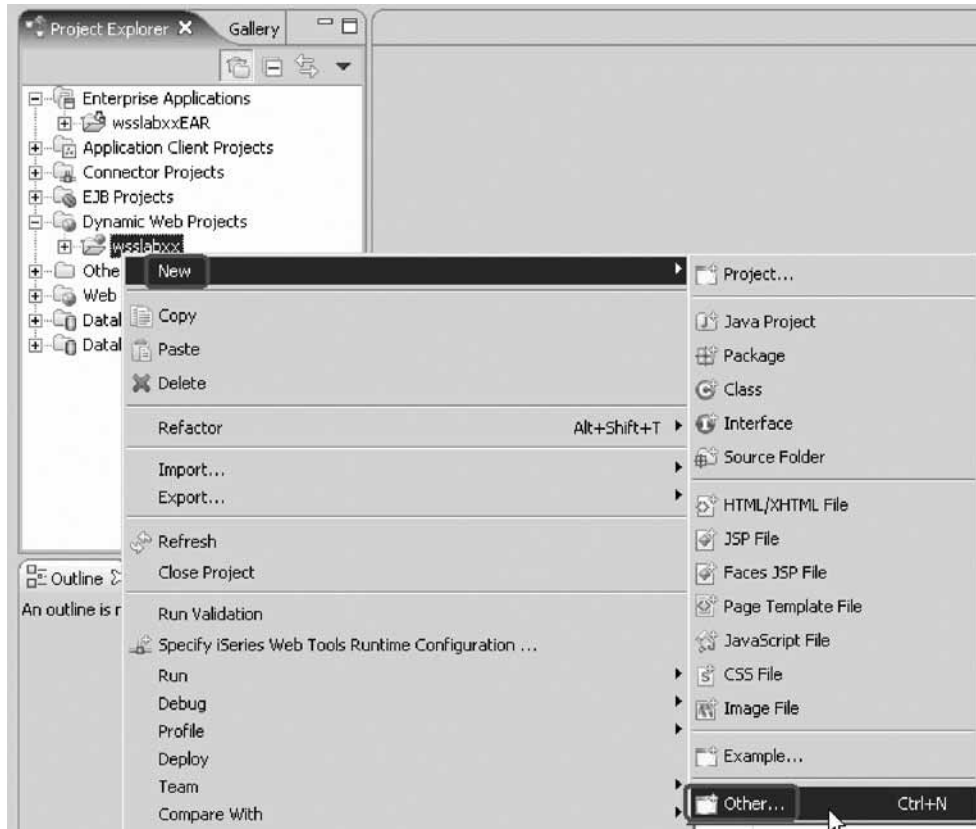 Project Explorer
Gallery
Enterprise Applications
wsslabxxEAR
Application Client Projects
Connector Projects
EJB Projects
Dynamic Web Projects
wsslabxx
Othe
Web
Datal
Datal
Outline
An outline is r
New
Copy
Paste
Delete
Refactor Alt+Shift+T
Import...
Export...
Refresh
Close Project
Run Validation
Specify iSeries Web Tools Runtime Configuration ...
Run
Debug
Profile
Deploy
Team
Compare With
Project...
Java Project
Package
Class
Interface
Source Folder
HTML/XHTML File
JSP File
Faces JSP File
Page Template File
JavaScript File
CSS File
Image File
Example...
Other... Ctrl+N